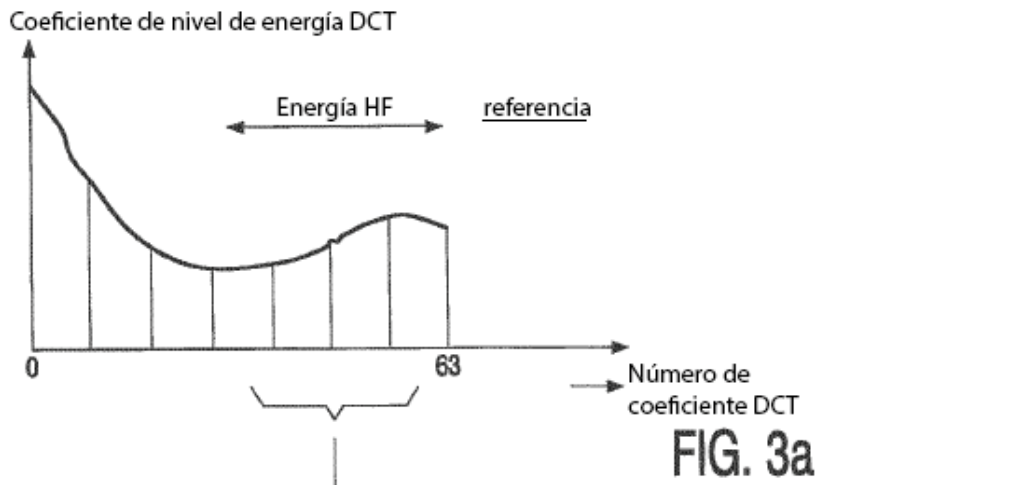 Coeficiente de nivel de energía DCT
Energía HF
referencia
0
63
Número de
coeficiente DCT
FIG. 3a